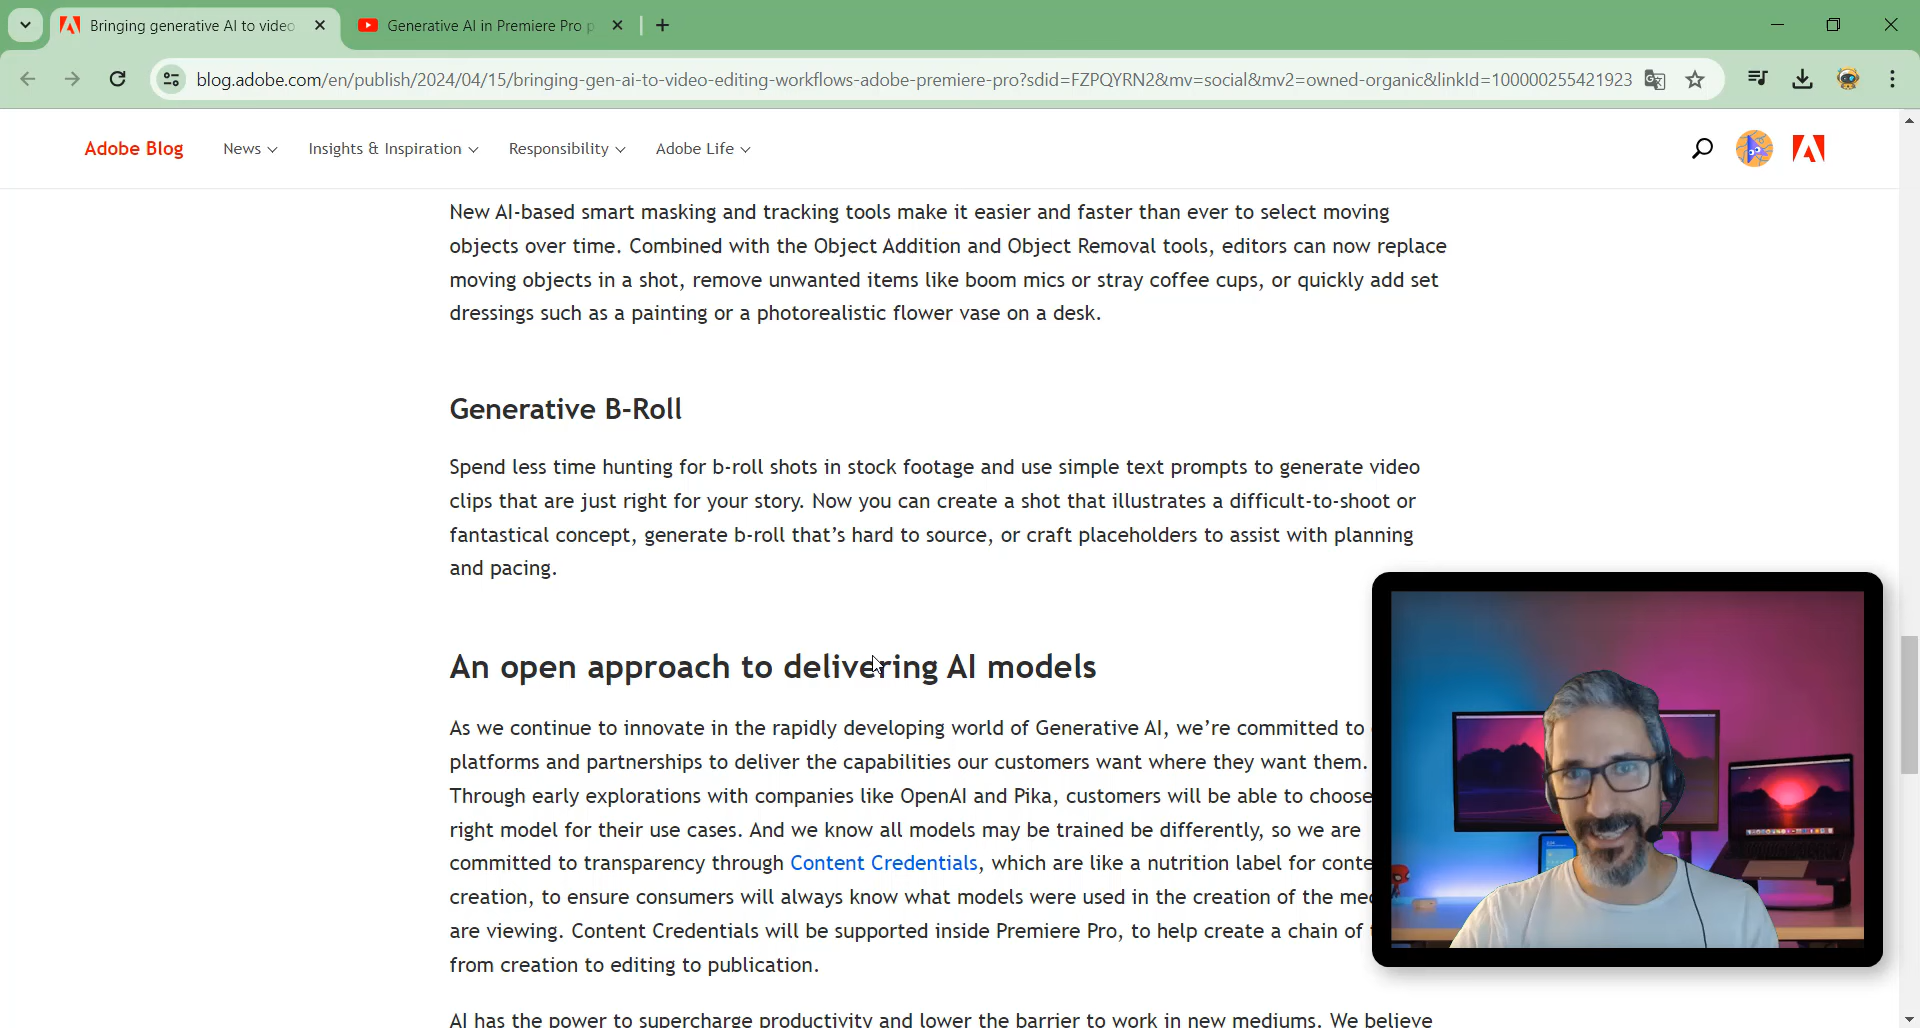 Bringing generative AI to video
Generative AI in Premiere Pro p
blog.adobe.com/en/publish/2024/04/15/bringing-gen-ai-to-video-editing-workflows-adobe-premiere-pro?sdid=FZPQYRN2&mv=social&mv2=owned-organic&linkId=100000255421923
Adobe Blog News Insights & Inspiration Responsibility Adobe Life
New AI-based smart masking and tracking tools make it easier and faster than ever to select moving
objects over time. Combined with the Object Addition and Object Removal tools, editors can now replace
moving objects in a shot, remove unwanted items like boom mics or stray coffee cups, or quickly add set
dressings such as a painting or a photorealistic flower vase on a desk.
Generative B-Roll
Spend less time hunting for b-roll shots in stock footage and use simple text prompts to generate video
clips that are just right for your story. Now you can create a shot that illustrates a difficult-to-shoot or
fantastical concept, generate b-roll that’s hard to source, or craft placeholders to assist with planning
and pacing.
An open approach to delivering AI models
As we continue to innovate in the rapidly developing world of Generative AI, we’re committed to
platforms and partnerships to deliver the capabilities our customers want where they want them.
Through early explorations with companies like OpenAI and Pika, customers will be able to choose
right model for their use cases. And we know all models may be trained be differently, so we are
committed to transparency through Content Credentials, which are like a nutrition label for conte
creation, to ensure consumers will always know what models were used in the creation of the me
are viewing. Content Credentials will be supported inside Premiere Pro, to help create a chain of
from creation to editing to publication.
AI has the power to supercharge productivity and lower the barrier to work in new mediums. We believe